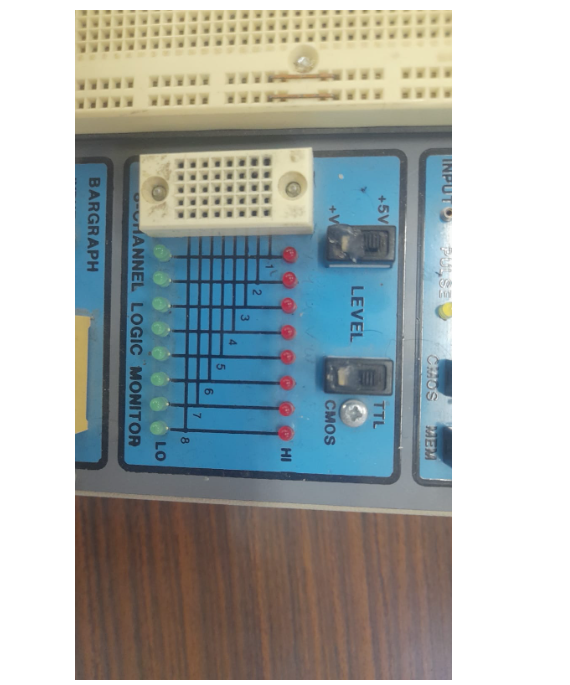 BARGRAPH
8-CHANNEL LOGIC MONITOR
LO
HI
1
2
3
4
5
6
7
8
+5V
+V
LEVEL
TTL
CMOS
INPUT
PULSE
CMOS
MEM